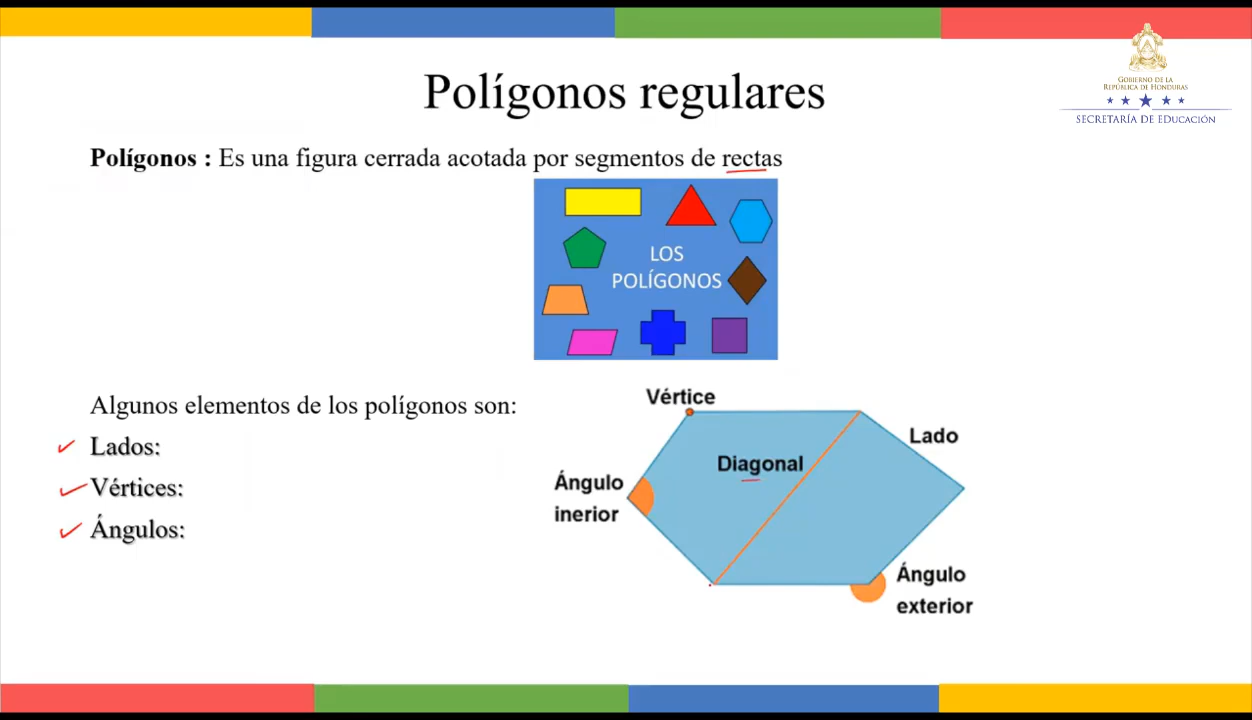 Polígonos regulares
GOBIERNO DE LA
REPÚBLICA DE HONDURAS
SECRETARÍA DE EDUCACIÓN
Polígonos : Es una figura cerrada acotada por segmentos de rectas
LOS
POLÍGONOS
Algunos elementos de los polígonos son:
Lados:
Vértices:
Ángulos:
Vértice
Lado
Diagonal
Ángulo
inerior
Ángulo
exterior